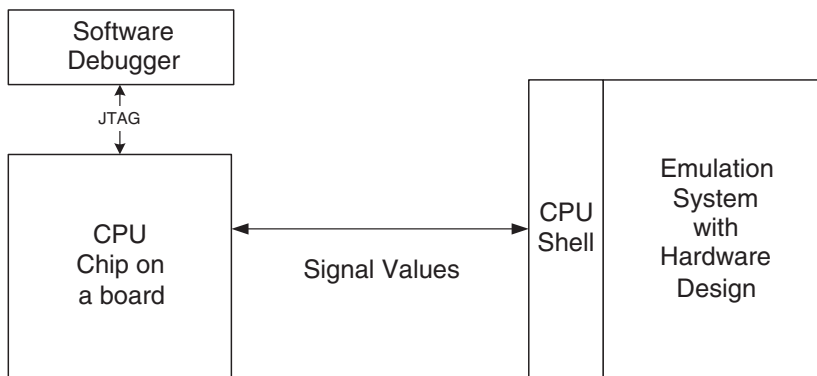 Software
Debugger
JTAG
CPU
Chip on
a board
Signal Values
CPU
Shell
Emulation
System
with
Hardware
Design